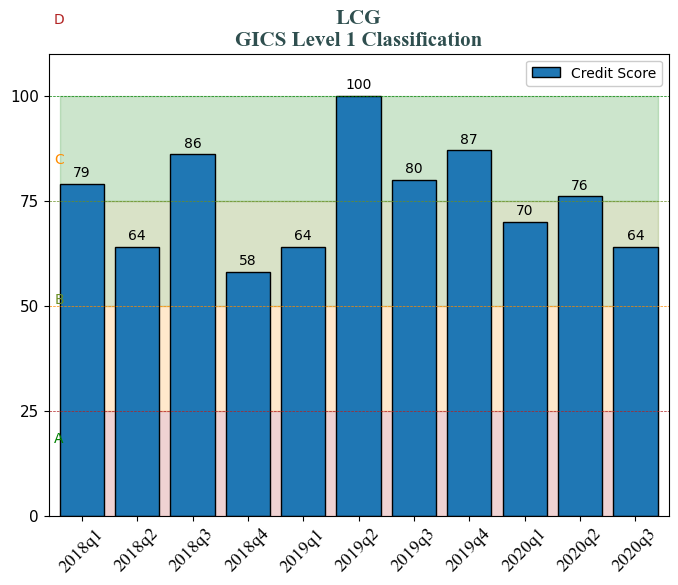 D
LCG
GICS Level 1 Classification
Credit Score
100
75
50
25
0
C
B
A
79
64
86
58
64
100
80
87
70
76
64
2018q1
2018q2
2018q3
2018q4
2019q1
2019q2
2019q3
2019q4
2020q1
2020q2
2020q3